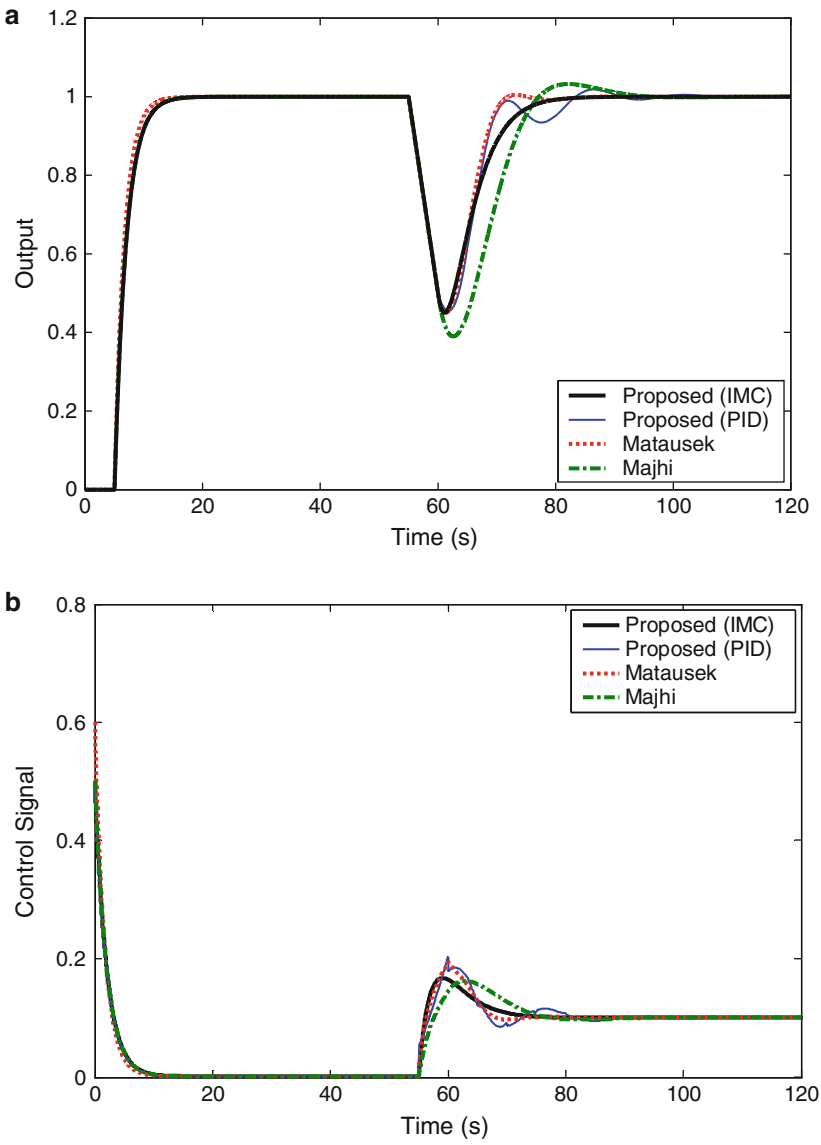 a
1.2
1
0.8
0.6
0.4
0.2
0
Output
0 20 40 60 80 100 120
Time (s)
Proposed (IMC)
Proposed (PID)
Matausek
Majhi
b
0.8
0.6
0.4
0.2
0
Control Signal
0 20 40 60 80 100 120
Time (s)
Proposed (IMC)
Proposed (PID)
Matausek
Majhi